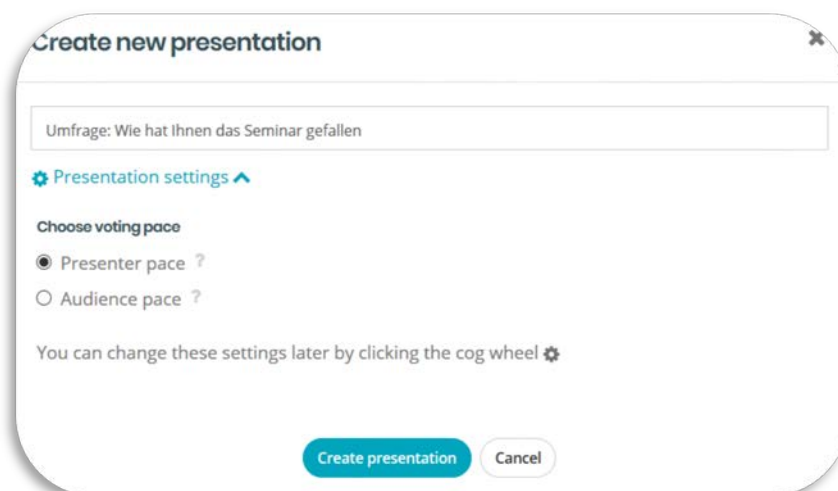 Create new presentation
Umfrage: Wie hat Ihnen das Seminar gefallen
Presentation settings
Choose voting pace
Presenter pace ?
Audience pace ?
You can change these settings later by clicking the cog wheel
Create presentation Cancel